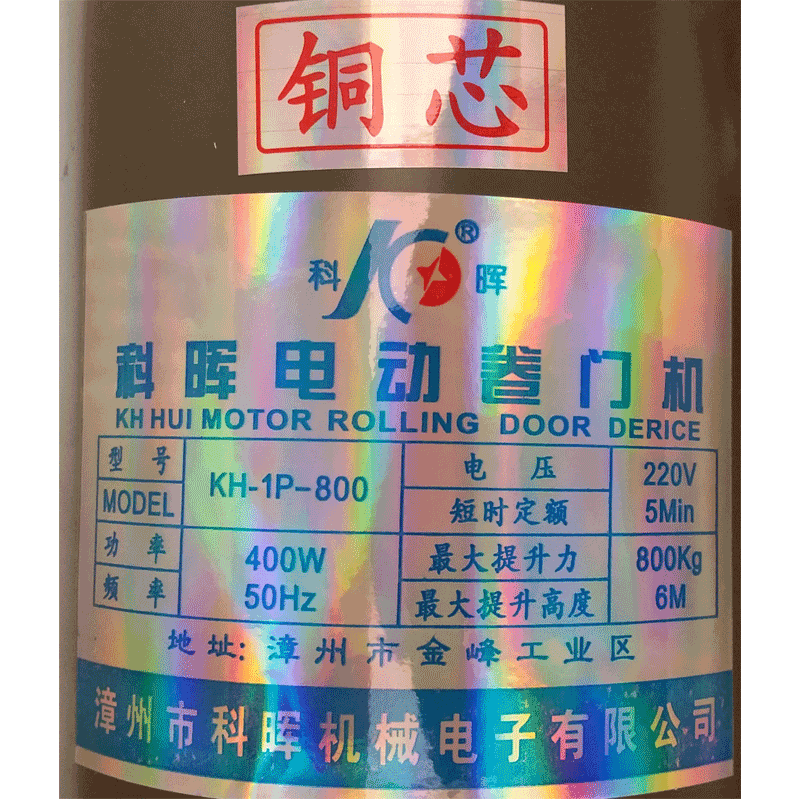 铜芯
科 ® 晖
科晖电动卷门机
KH HUI MOTOR ROLLING DOOR DERICE
型号 MODEL KH-1P-800 电压 220V
短时定额 5Min
功率 400W 最大提升力 800Kg
频率 50Hz 最大提升高度 6M
地址:漳州市金峰工业区
漳州市科晖机械电子有限公司